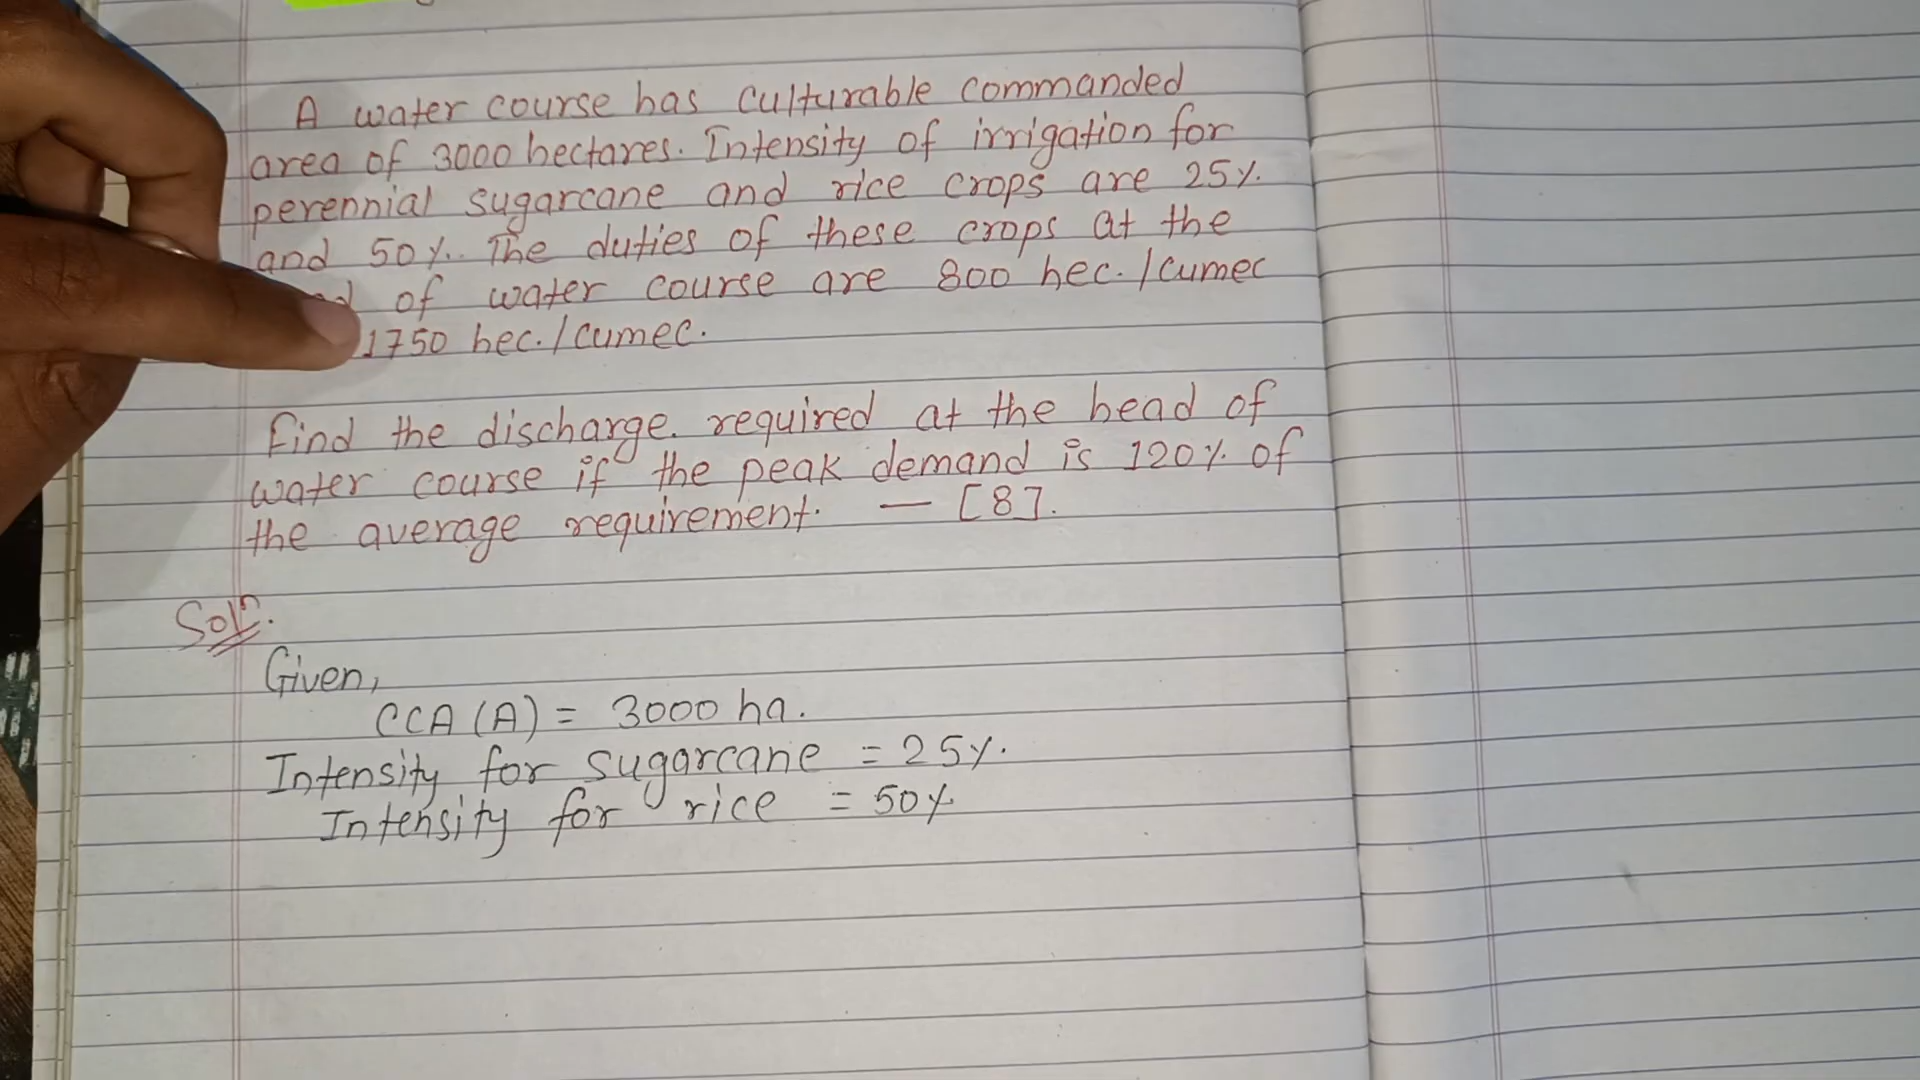 A water course has culturable commanded
area of 3000 hectares. Intensity of irrigation for
perennial sugarcane and rice crops are 25%
and 50%. The duties of these crops at the
of water course are 800 hec./cumec
1750 hec./cumec.
find the discharge. required at the head of
water course if the peak demand is 120% of
the average requirement. — [8].
Solⁿ.
Given,
CCA (A) = 3000 ha.
Intensity for sugarcane = 25%.
Intensity for rice = 50%